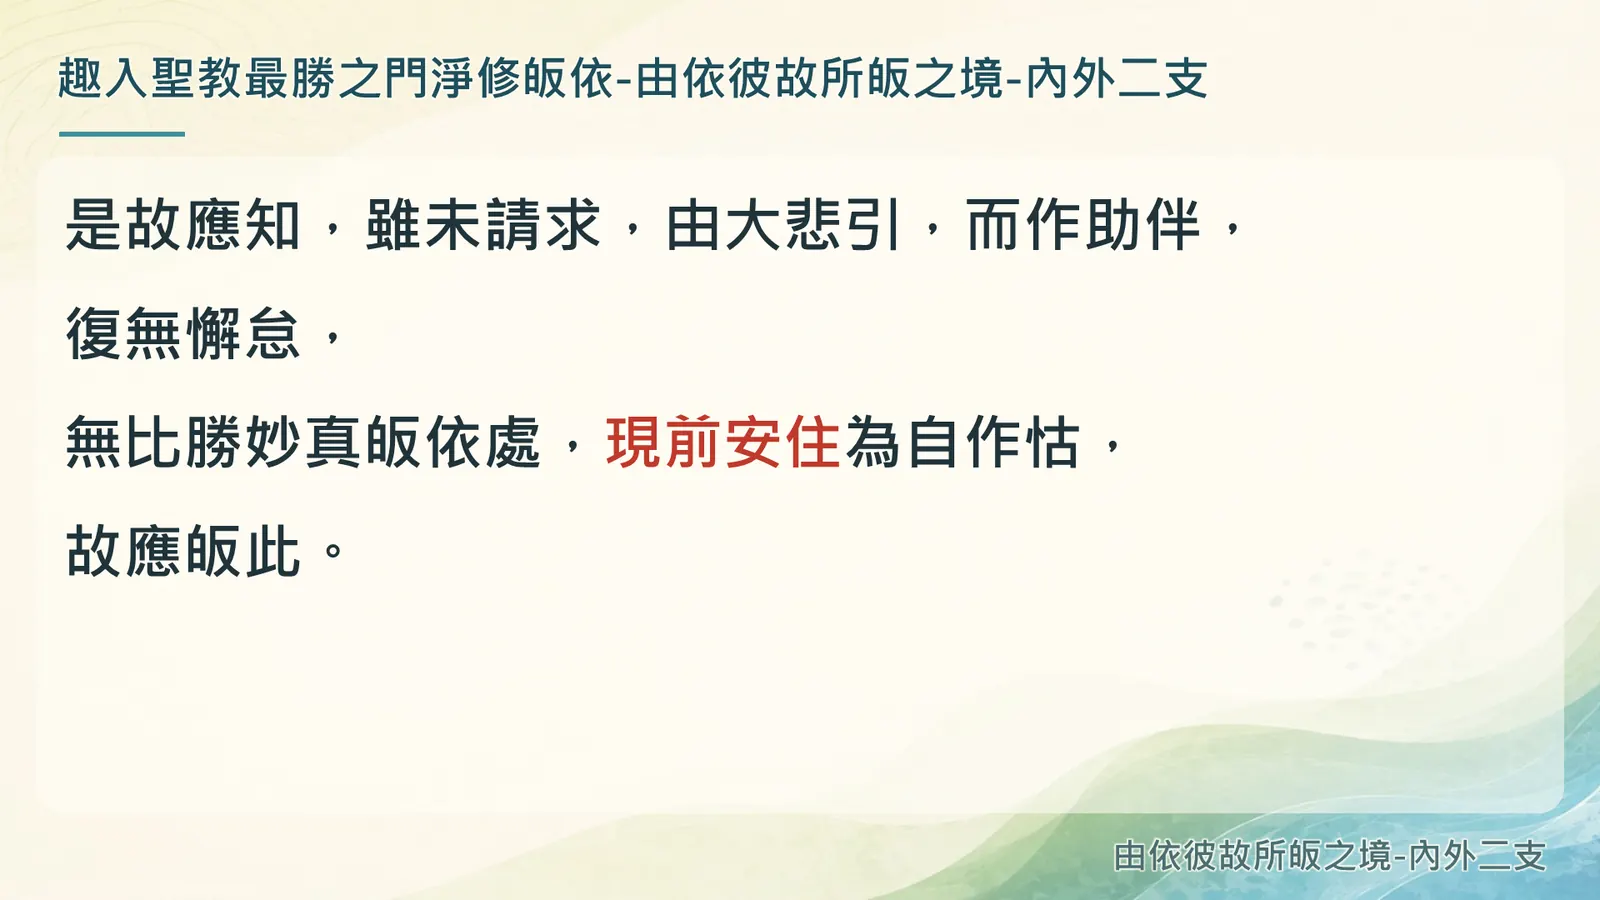 趣入聖教最勝之門淨修皈依-由依彼故所皈之境-內外二支
是故應知，雖未請求，由大悲引，而作助伴，
復無懈怠，
無比勝妙真皈依處，現前安住為自作怙，
故應皈此。
由依彼故所皈之境-內外二支